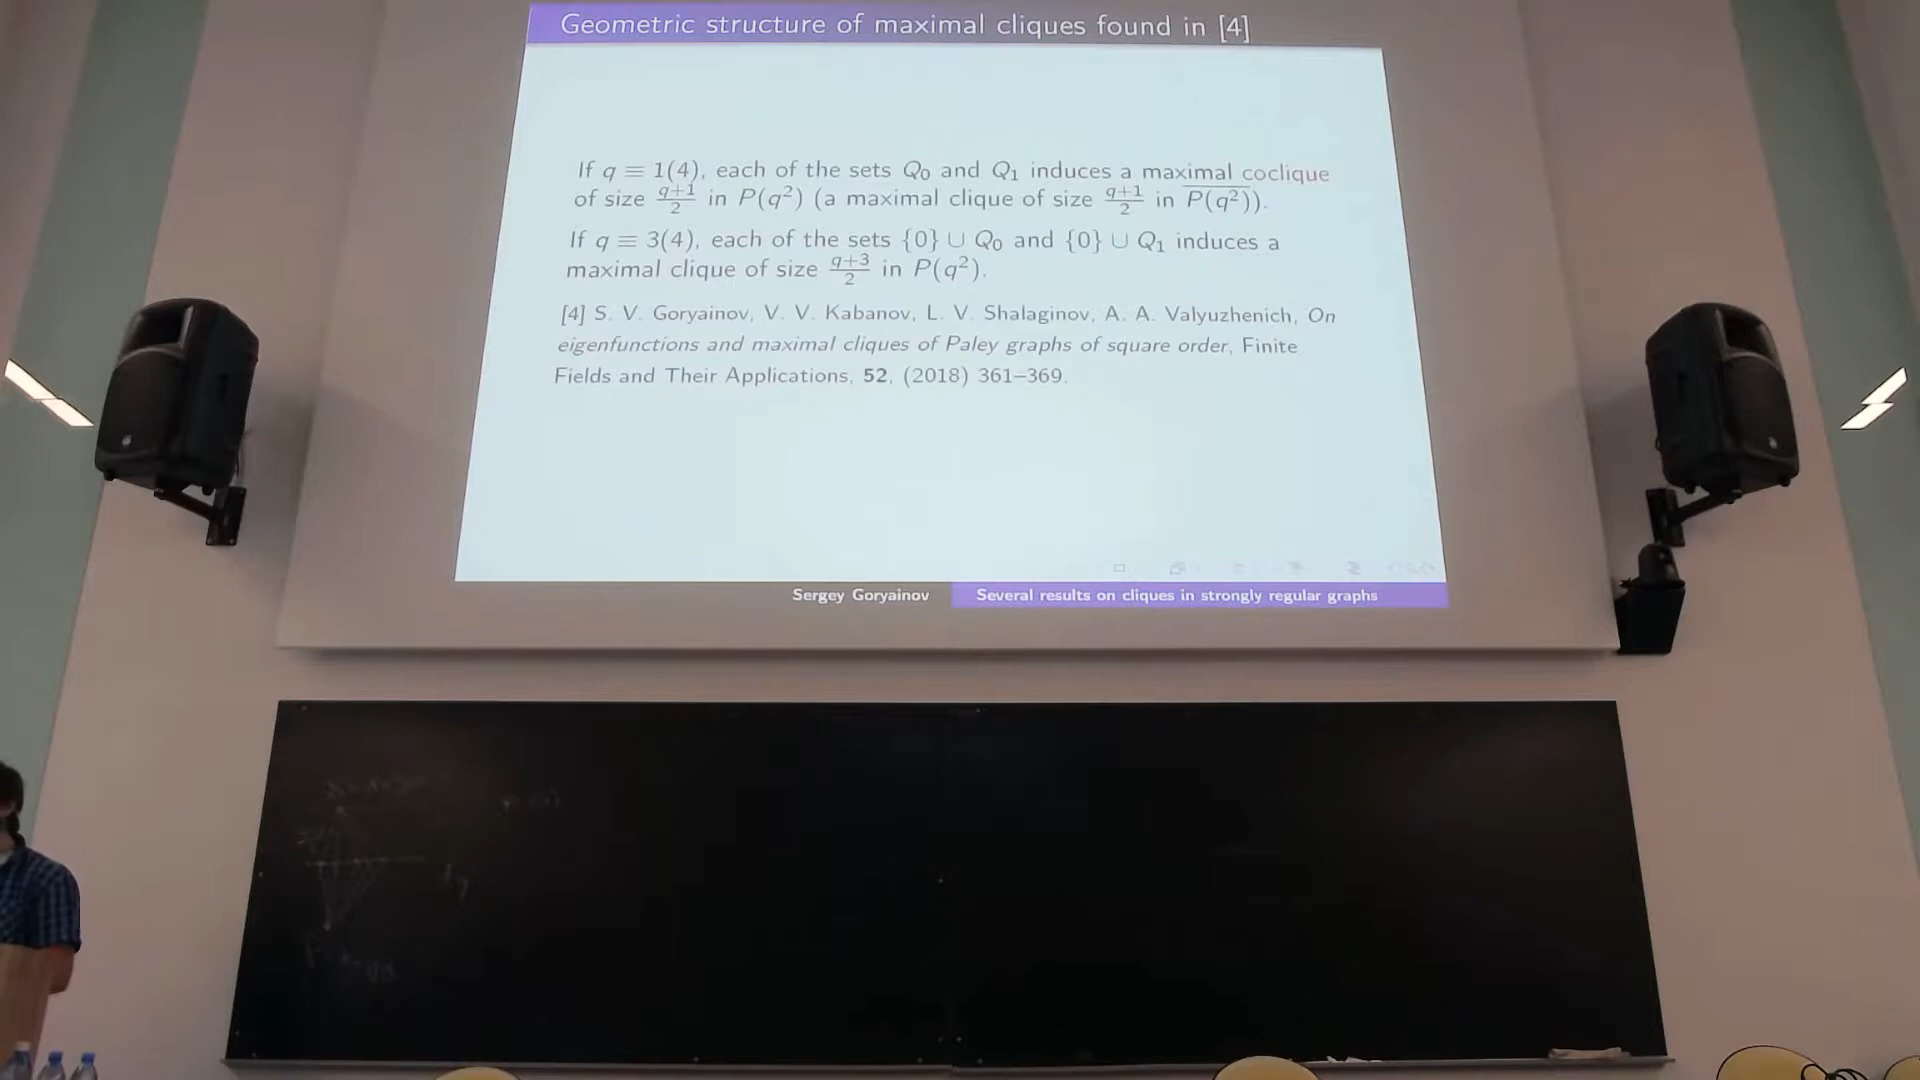 Geometric structure of maximal cliques found in [4]
If q ≡ 1(4), each of the sets Q₀ and Q₁ induces a maximal coclique
of size \frac{q+1}{2} in P(q²) (a maximal clique of size \frac{q+1}{2} in \overline{P(q²)}).
If q ≡ 3(4), each of the sets {0} ∪ Q₀ and {0} ∪ Q₁ induces a
maximal clique of size \frac{q+3}{2} in P(q²).
[4] S. V. Goryainov, V. V. Kabanov, L. V. Shalaginov, A. A. Valyuzhenich, On
eigenfunctions and maximal cliques of Paley graphs of square order, Finite
Fields and Their Applications, 52, (2018) 361–369.
Sergey Goryainov
Several results on cliques in strongly regular graphs